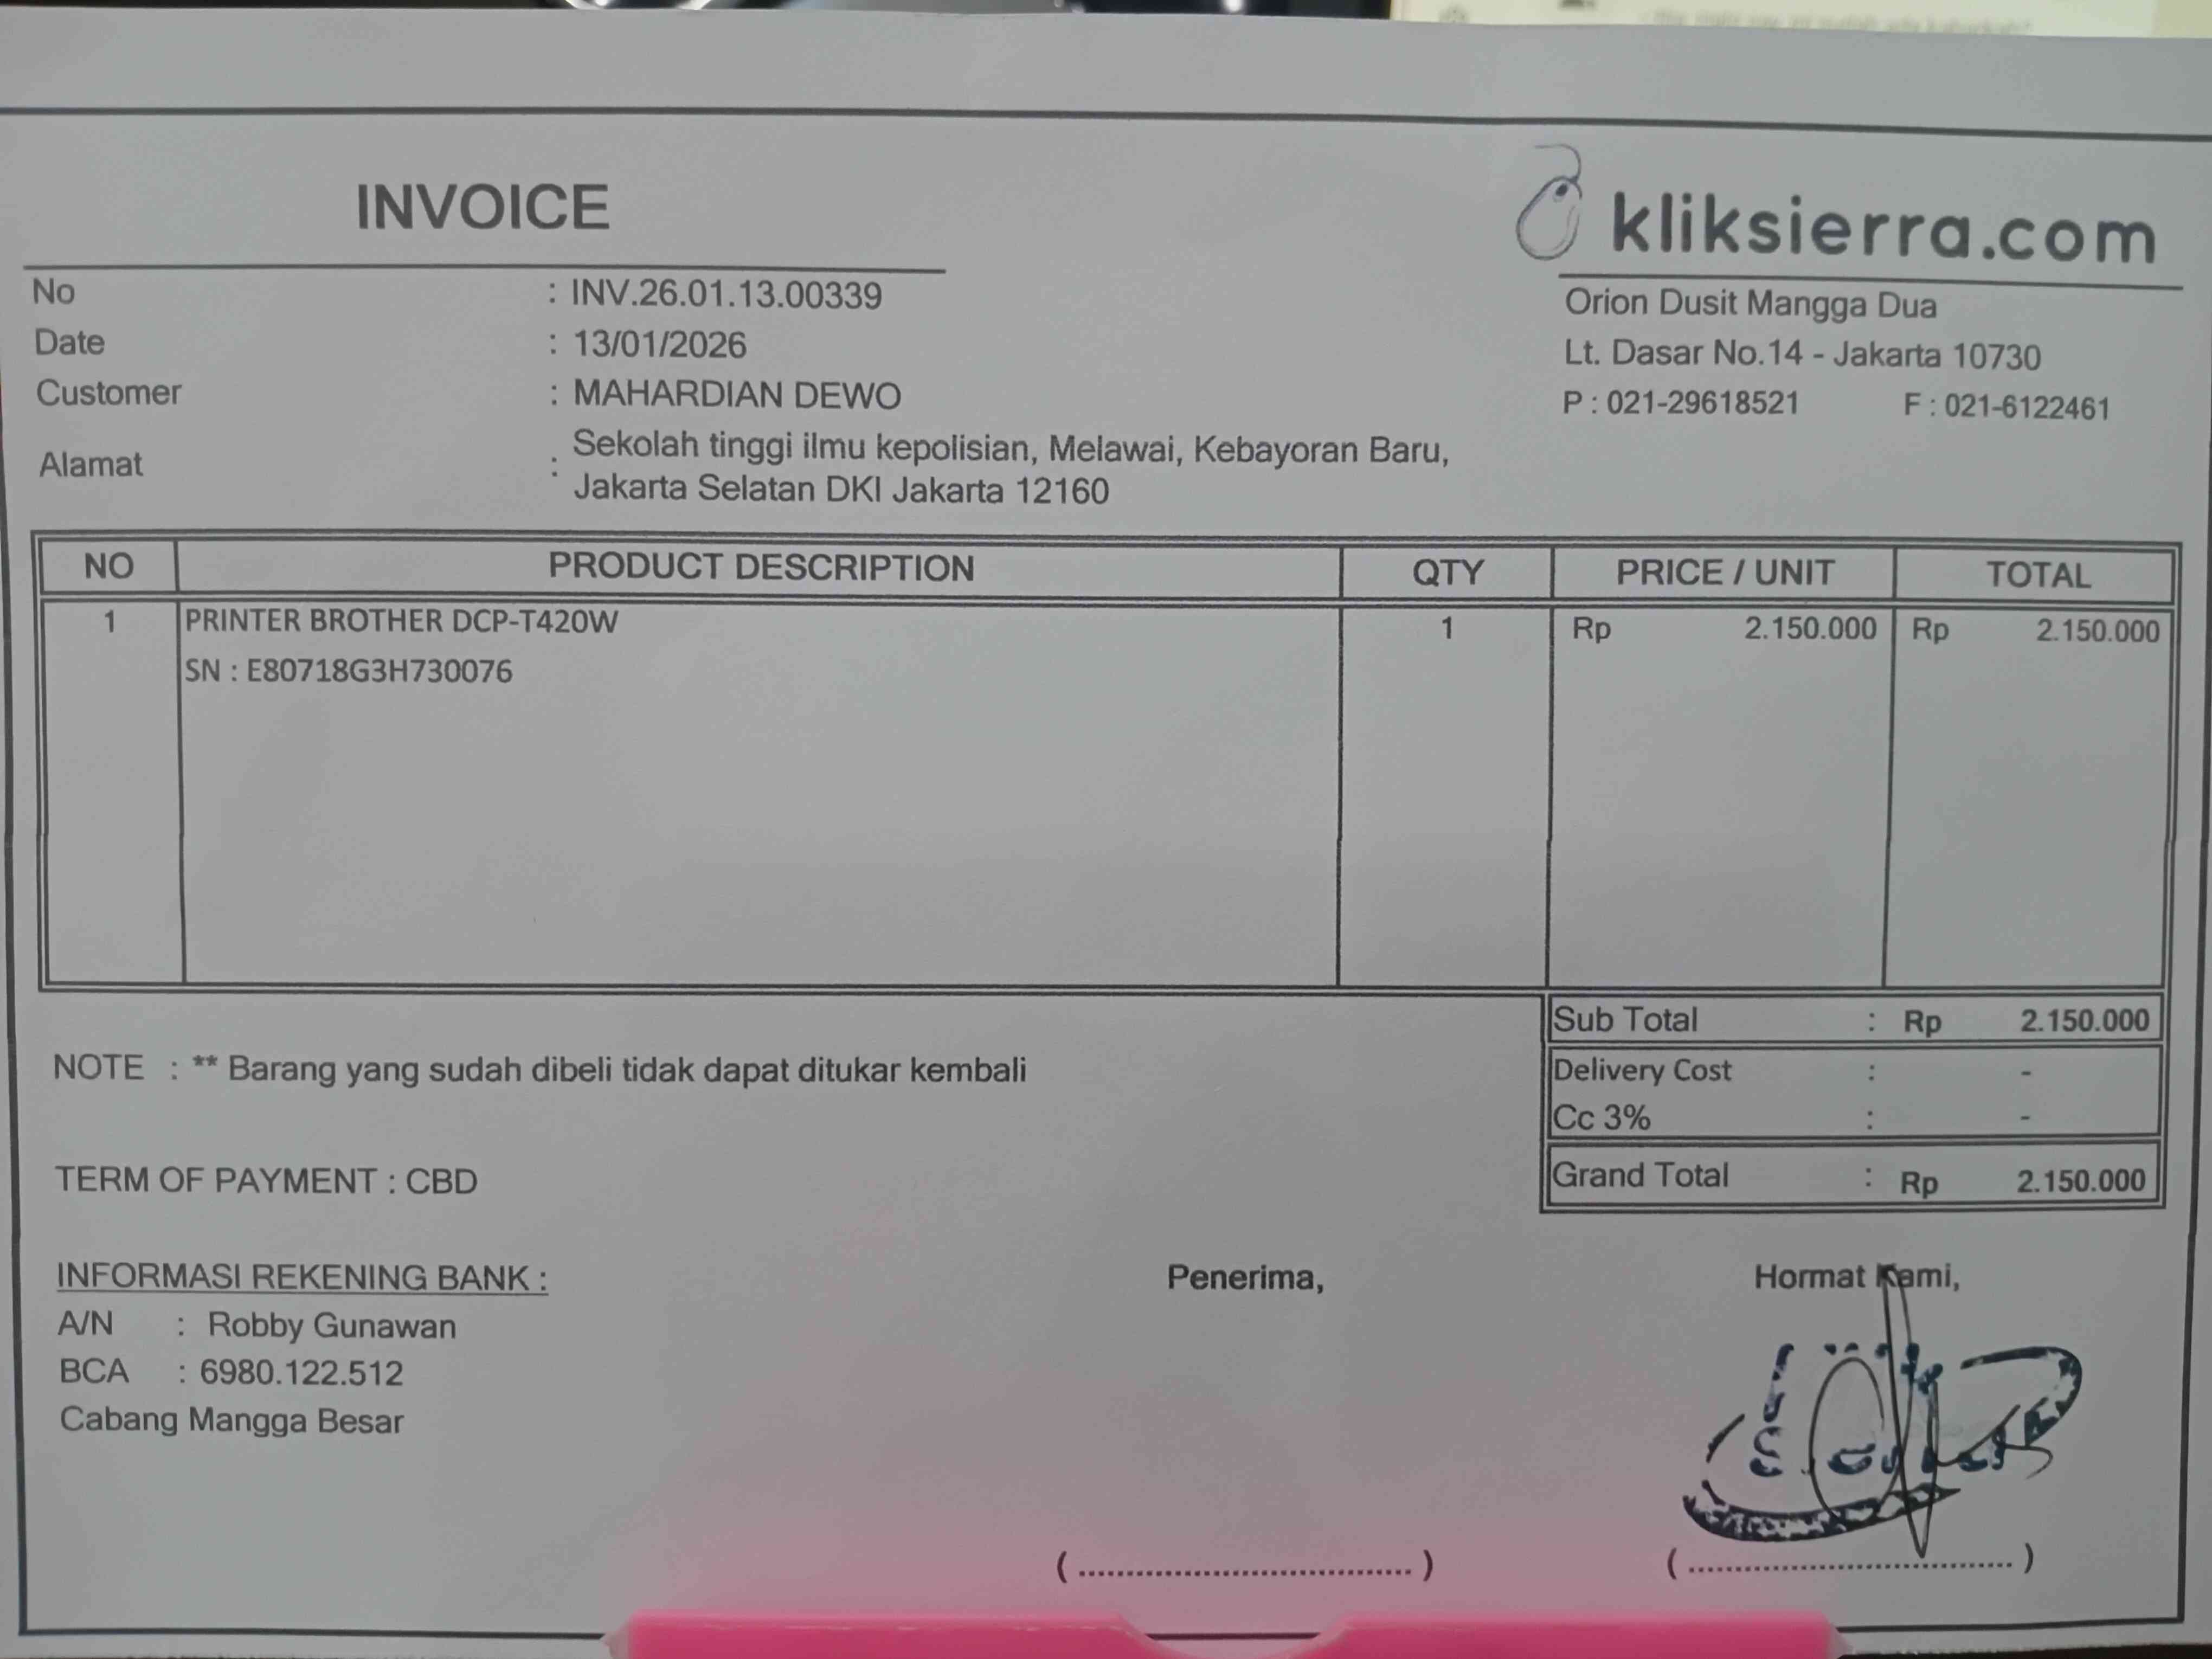 INVOICE
kliksierra.com
Orion Dusit Mangga Dua
Lt. Dasar No.14 - Jakarta 10730
P : 021-29618521 F : 021-6122461
No : INV.26.01.13.00339
Date : 13/01/2026
Customer : MAHARDIAN DEWO
Alamat : Sekolah tinggi ilmu kepolisian, Melawai, Kebayoran Baru,
Jakarta Selatan DKI Jakarta 12160
NO PRODUCT DESCRIPTION QTY PRICE / UNIT TOTAL
1 PRINTER BROTHER DCP-T420W 1 Rp 2.150.000 Rp 2.150.000
SN : E80718G3H730076
Sub Total : Rp 2.150.000
NOTE : ** Barang yang sudah dibeli tidak dapat ditukar kembali
Delivery Cost : -
Cc 3% : -
TERM OF PAYMENT : CBD
Grand Total : Rp 2.150.000
INFORMASI REKENING BANK :
A/N : Robby Gunawan
BCA : 6980.122.512
Cabang Mangga Besar
Penerima,
Hormat Kami,
( ........................................ )
( ........................................ )